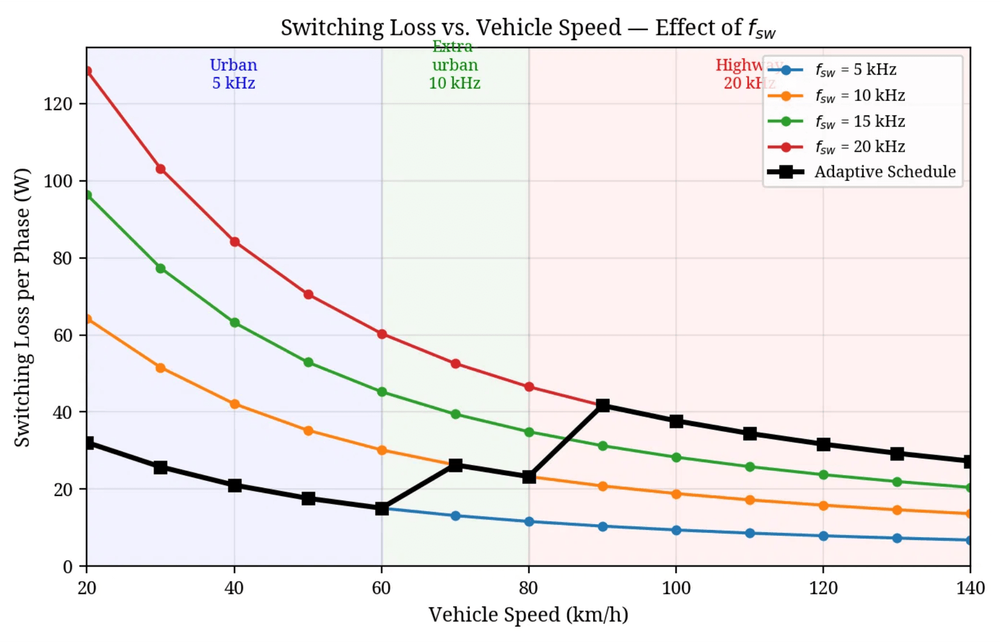 Switching Loss vs. Vehicle Speed — Effect of f_sw
Extra-
urban
10 kHz
Urban
5 kHz
Highway
20 kHz
f_sw = 5 kHz
f_sw = 10 kHz
f_sw = 15 kHz
f_sw = 20 kHz
Adaptive Schedule
Switching Loss per Phase (W)
120
100
80
60
40
20
0
20 40 60 80 100 120 140
Vehicle Speed (km/h)